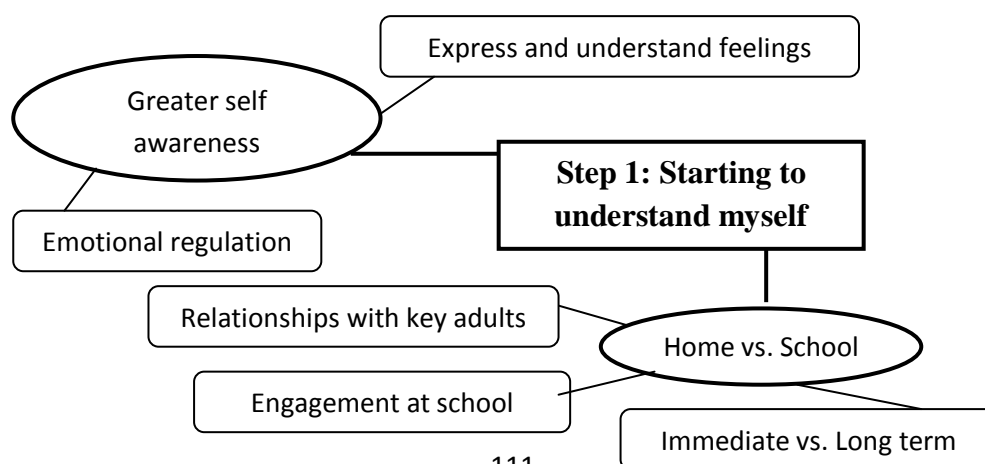 Express and understand feelings
Greater self
awareness
Step 1: Starting to
understand myself
Emotional regulation
Relationships with key adults
Home vs. School
Engagement at school
Immediate vs. Long term
111